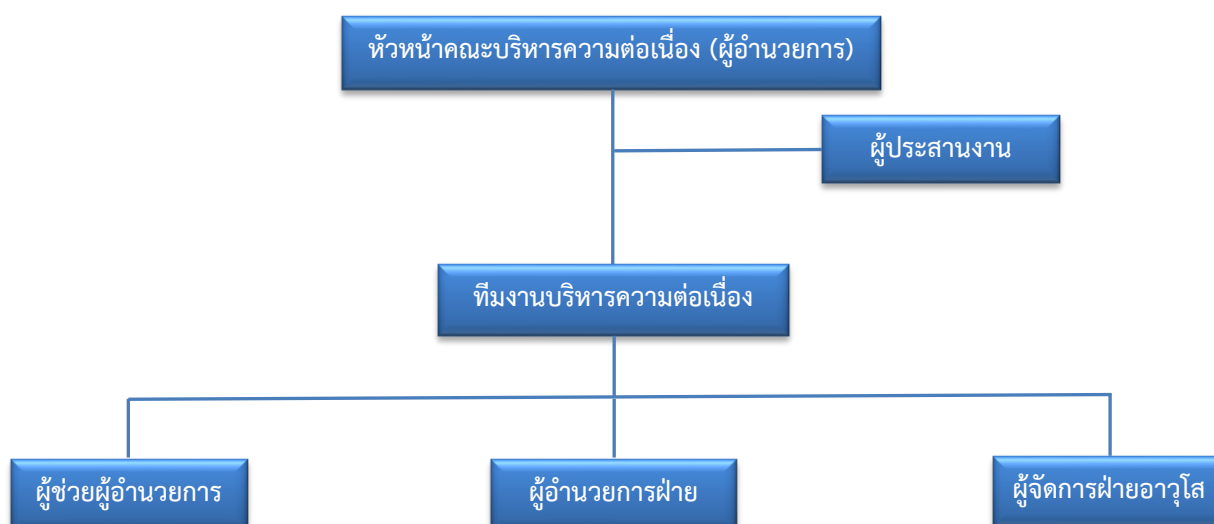 หัวหน้าคณะบริหารความต่อเนื่อง (ผู้อำนวยการ)
ผู้ประสานงาน
ทีมงานบริหารความต่อเนื่อง
ผู้ช่วยผู้อำนวยการ
ผู้อำนวยการฝ่าย
ผู้จัดการฝ่ายอาวุโส